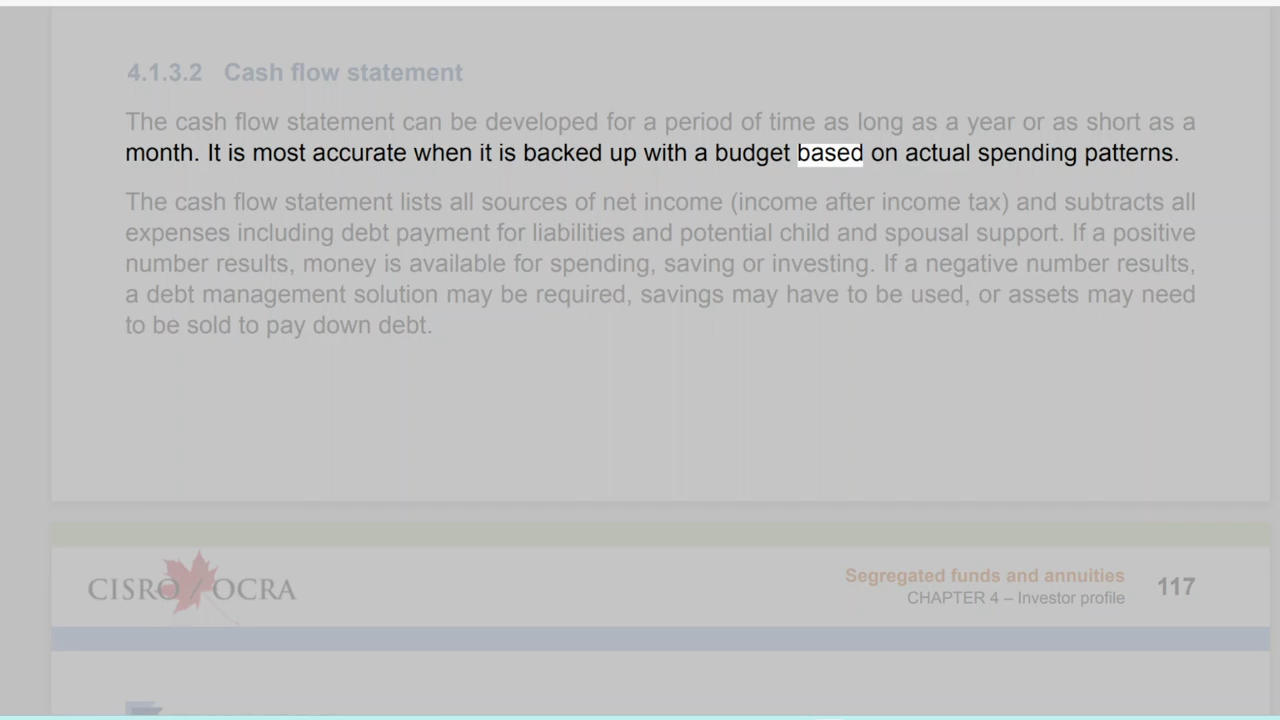 4.1.3.2 Cash flow statement
The cash flow statement can be developed for a period of time as long as a year or as short as a
month. It is most accurate when it is backed up with a budget based on actual spending patterns.
The cash flow statement lists all sources of net income (income after income tax) and subtracts all
expenses including debt payment for liabilities and potential child and spousal support. If a positive
number results, money is available for spending, saving or investing. If a negative number results,
a debt management solution may be required, savings may have to be used, or assets may need
to be sold to pay down debt.
CISRO / OCRA
Segregated funds and annuities
CHAPTER 4 – Investor profile
117